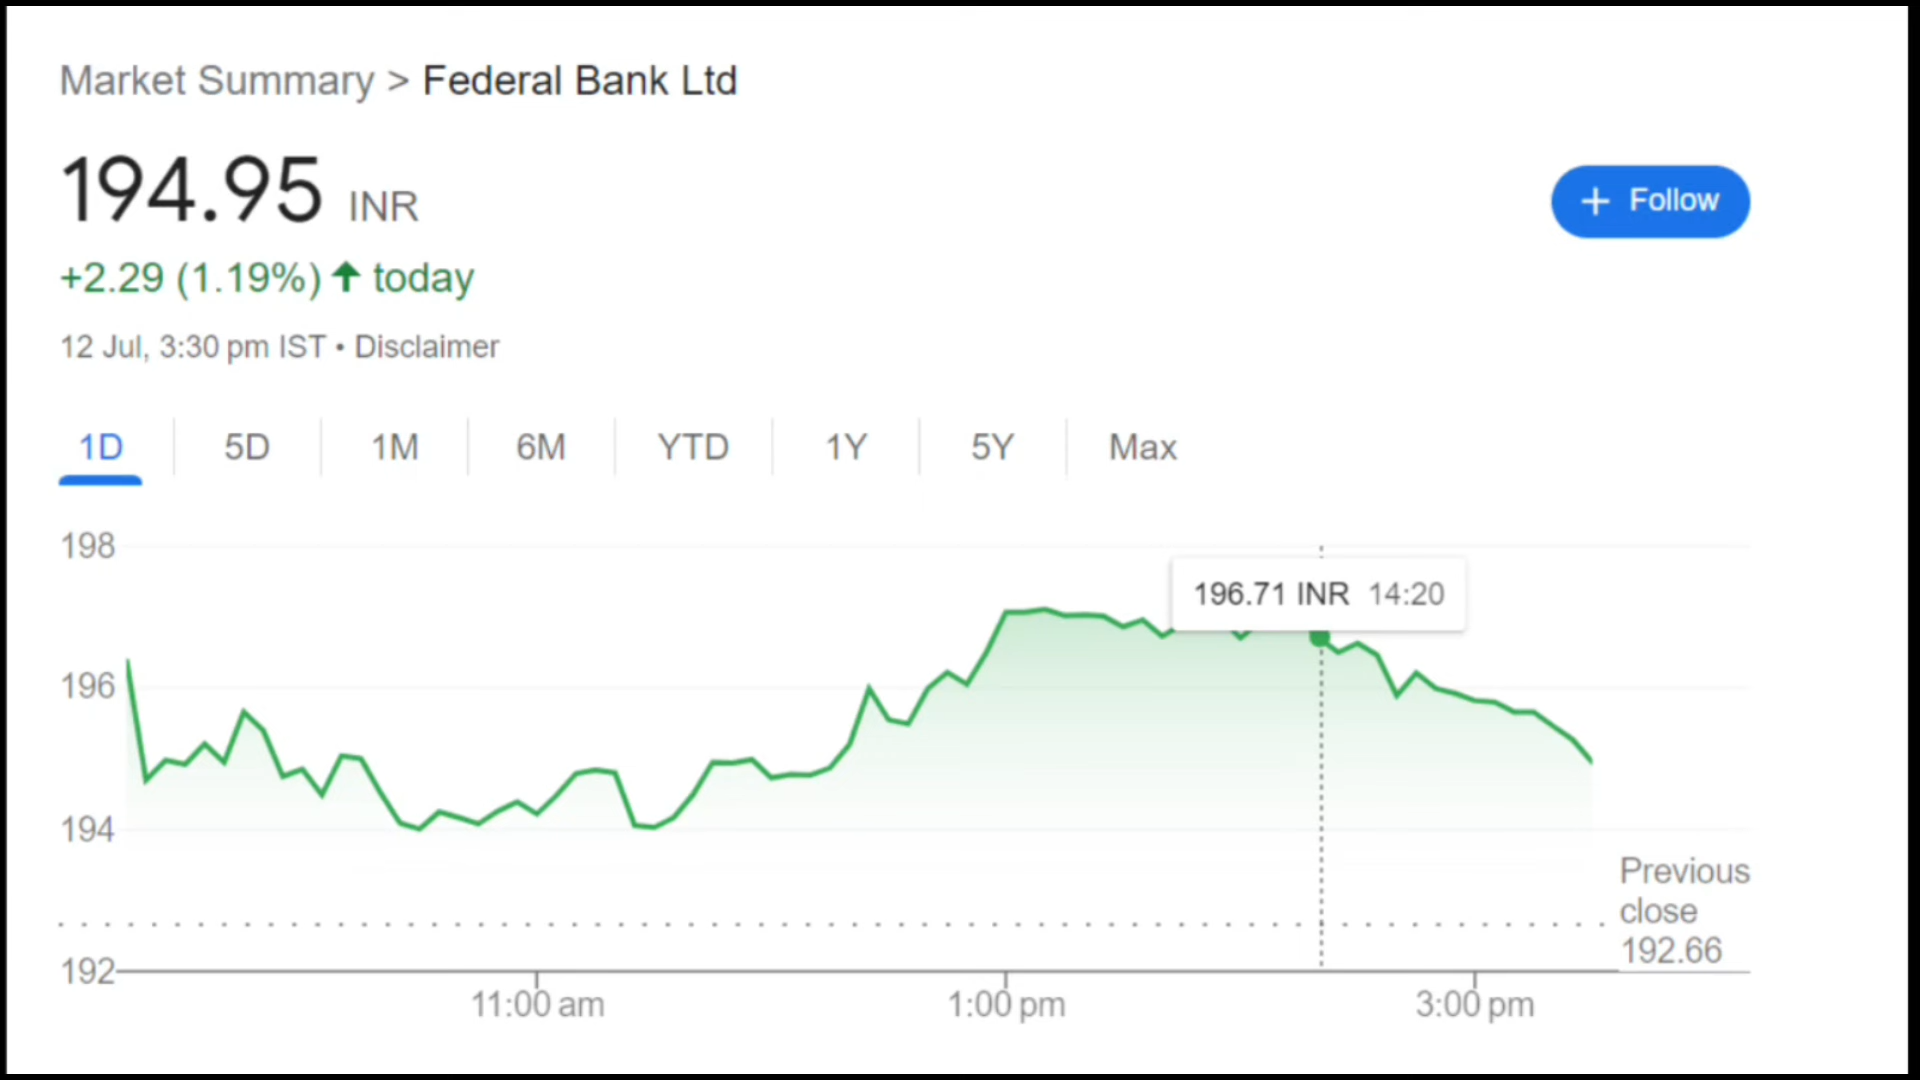 Market Summary > Federal Bank Ltd
194.95 INR
+ Follow
+2.29 (1.19%) ↑ today
12 Jul, 3:30 pm IST • Disclaimer
1D 5D 1M 6M YTD 1Y 5Y Max
198
196.71 INR 14:20
196
194
Previous
close
192.66
192
11:00 am 1:00 pm 3:00 pm